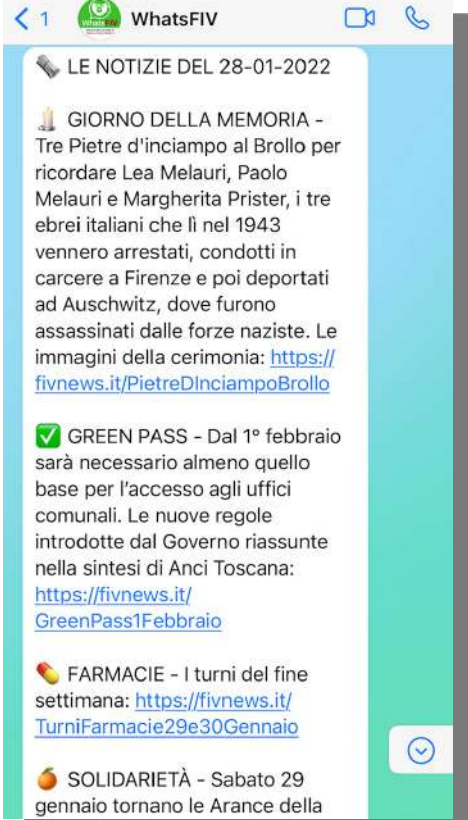 1
WhatsFIV
LE NOTIZIE DEL 28-01-2022
GIORNO DELLA MEMORIA -
Tre Pietre d'inciampo al Brollo per
ricordare Lea Melauri, Paolo
Melauri e Margherita Prister, i tre
ebrei italiani che lì nel 1943
vennero arrestati, condotti in
carcere a Firenze e poi deportati
ad Auschwitz, dove furono
assassinati dalle forze naziste. Le
immagini della cerimonia: https://
fivnews.it/PietreDInciampoBrollo
GREEN PASS - Dal 1° febbraio
sarà necessario almeno quello
base per l'accesso agli uffici
comunali. Le nuove regole
introdotte dal Governo riassunte
nella sintesi di Anci Toscana:
https://fivnews.it/
GreenPass1Febbraio
FARMACIE - I turni del fine
settimana: https://fivnews.it/
TurniFarmacie29e30Gennaio
SOLIDARIETÀ - Sabato 29
gennaio tornano le Arance della